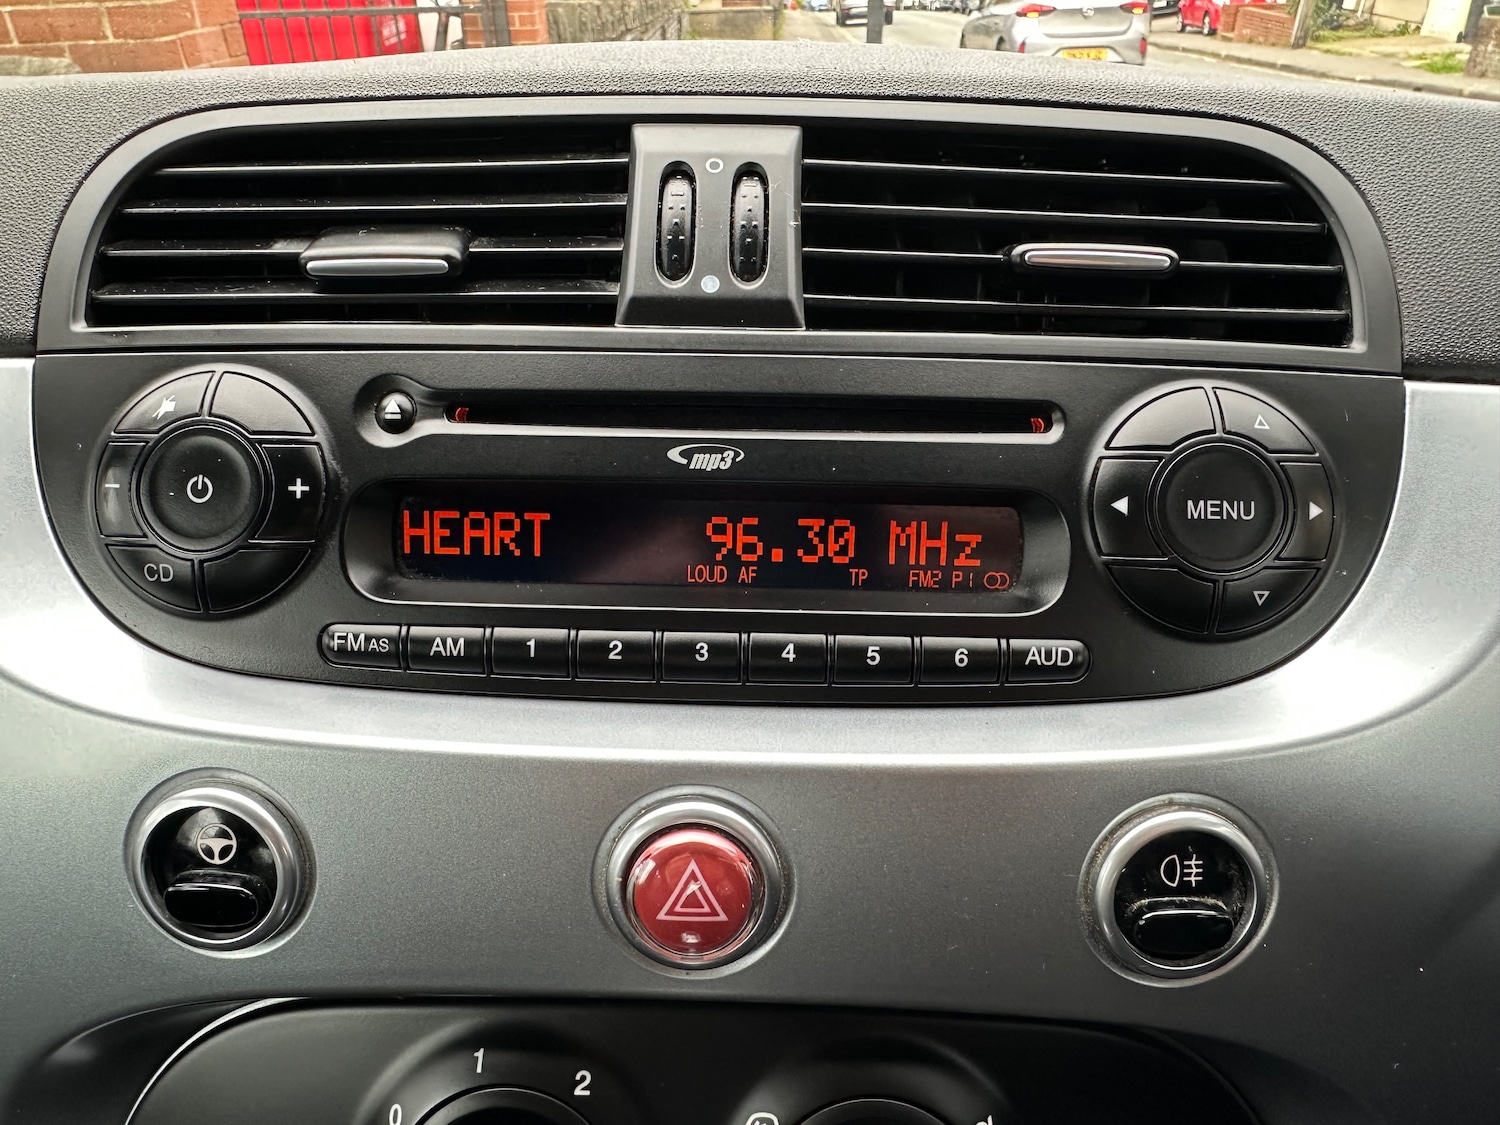 mp3
HEART 96.30 MHz
LOUD AF TP FM2 P1
CD
MENU
FM AS AM 1 2 3 4 5 6 AUD
0 1 2